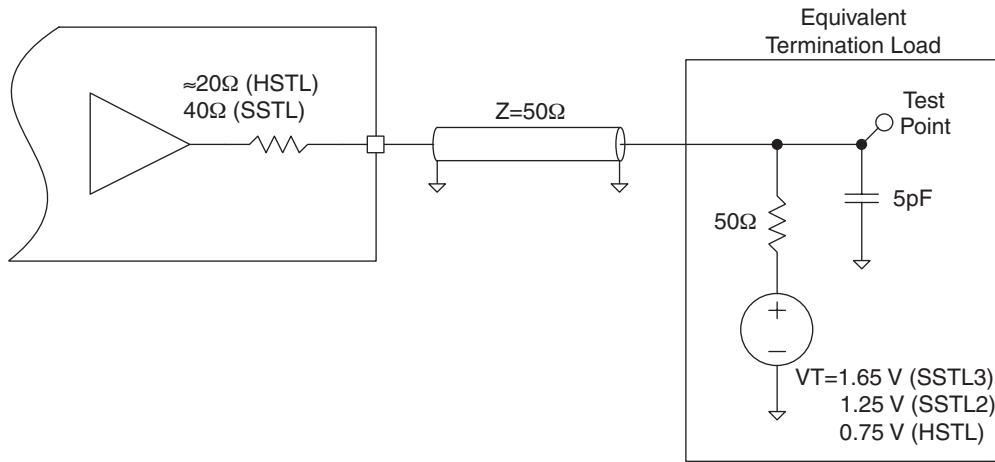 Equivalent
Termination Load
≈20Ω (HSTL)
40Ω (SSTL)
Z=50Ω
Test
Point
50Ω
5pF
+
−
VT=1.65 V (SSTL3)
1.25 V (SSTL2)
0.75 V (HSTL)